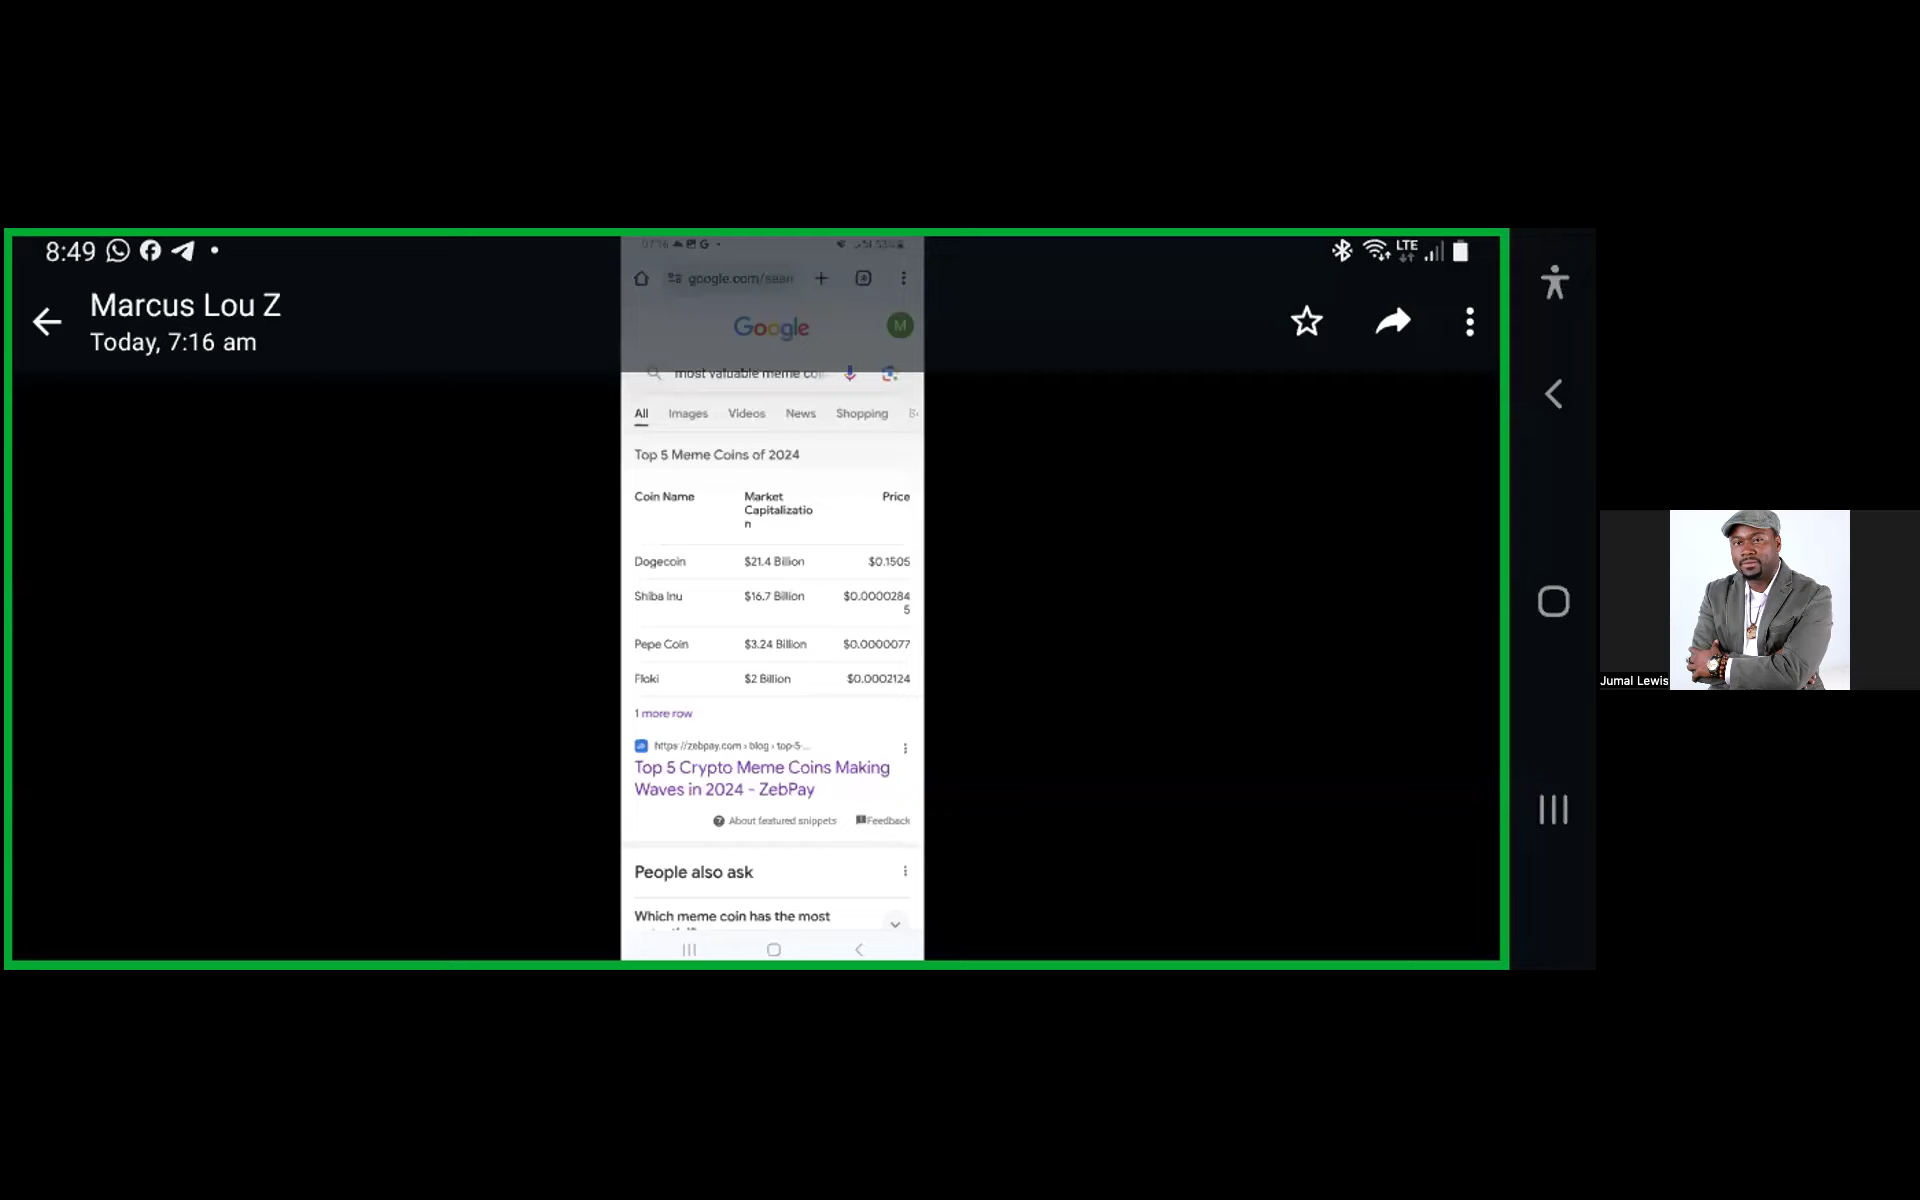 8:49
Marcus Lou Z
Today, 7:16 am
LTE
google.com/sear
Google
M
most valuable meme coi
All Images Videos News Shopping
Top 5 Meme Coins of 2024
Coin Name Market Price
Capitalizatio
n
Dogecoin $21.4 Billion $0.1505
Shiba Inu $16.7 Billion $0.0000284
5
Pepe Coin $3.24 Billion $0.0000077
Floki $2 Billion $0.0002124
1 more row
https://zebpay.com › blog › top-5-...
Top 5 Crypto Meme Coins Making
Waves in 2024 - ZebPay
About featured snippets Feedback
People also ask
Which meme coin has the most
Jumal Lewis